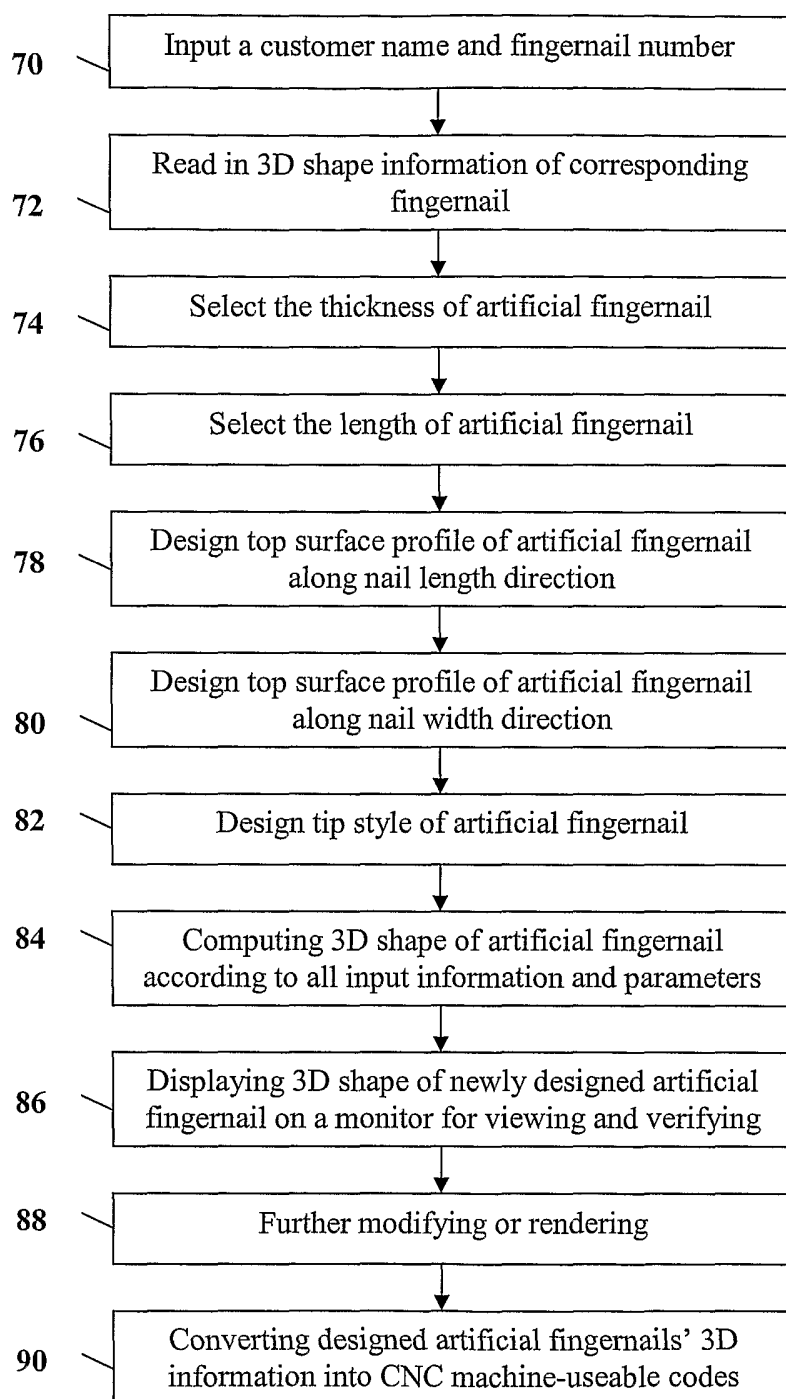 70
Input a customer name and fingernail number
72
Read in 3D shape information of corresponding
fingernail
74
Select the thickness of artificial fingernail
76
Select the length of artificial fingernail
78
Design top surface profile of artificial fingernail
along nail length direction
80
Design top surface profile of artificial fingernail
along nail width direction
82
Design tip style of artificial fingernail
84
Computing 3D shape of artificial fingernail
according to all input information and parameters
86
Displaying 3D shape of newly designed artificial
fingernail on a monitor for viewing and verifying
88
Further modifying or rendering
90
Converting designed artificial fingernails’ 3D
information into CNC machine-useable codes